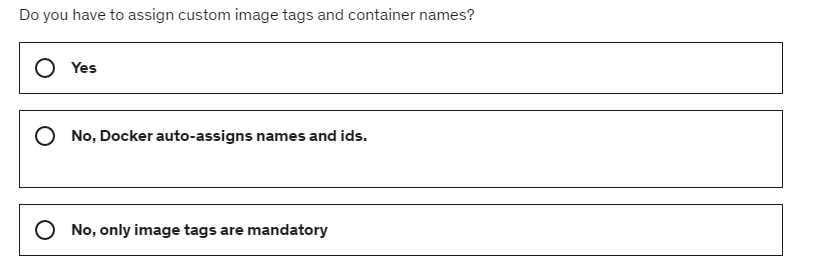 Do you have to assign custom image tags and container names?
Yes
No, Docker auto-assigns names and ids.
No, only image tags are mandatory